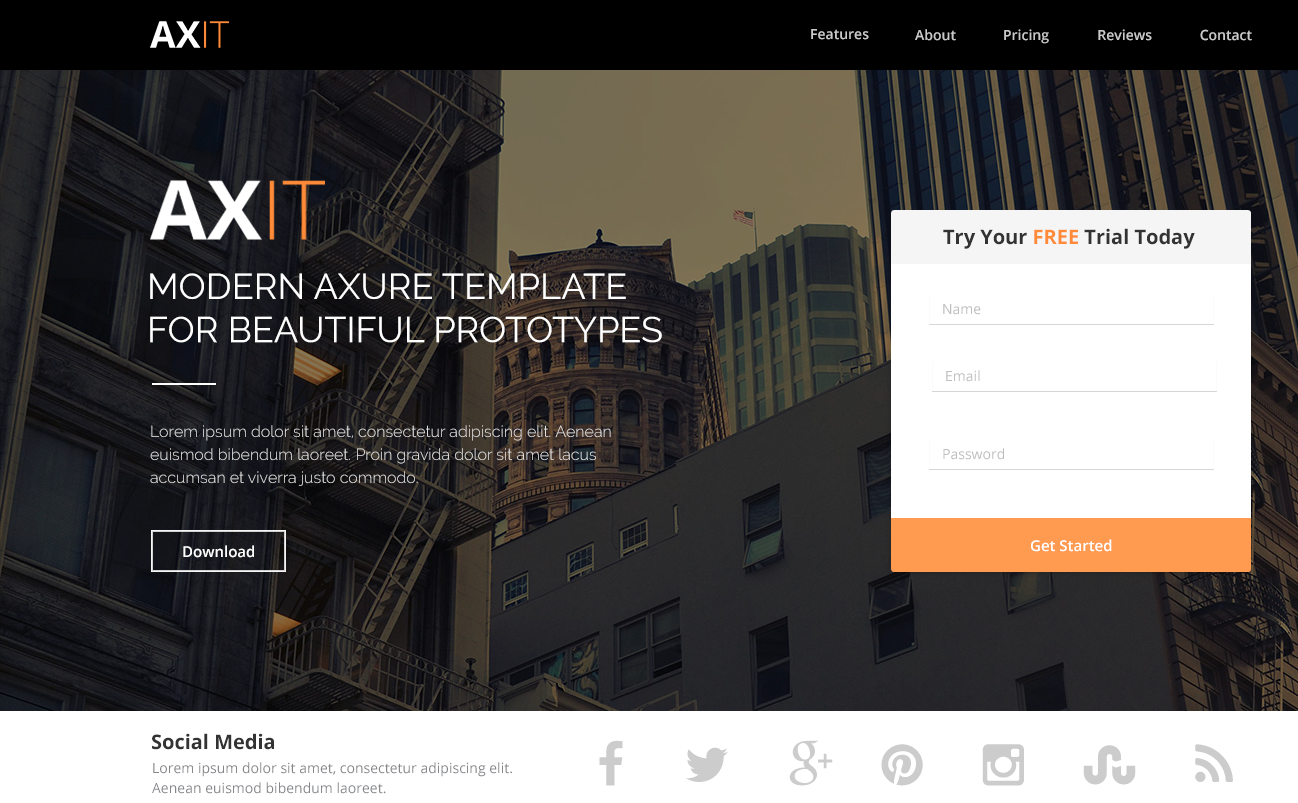 AXIT
Features
About
Pricing
Reviews
Contact
AXIT
MODERN AXURE TEMPLATE
FOR BEAUTIFUL PROTOTYPES
Lorem ipsum dolor sit amet, consectetur adipiscing elit. Aenean
euismod bibendum laoreet. Proin gravida dolor sit amet lacus
accumsan et viverra justo commodo.
Download
Try Your FREE Trial Today
Name
Email
Password
Get Started
Social Media
Lorem ipsum dolor sit amet, consectetur adipiscing elit.
Aenean euismod bibendum laoreet.